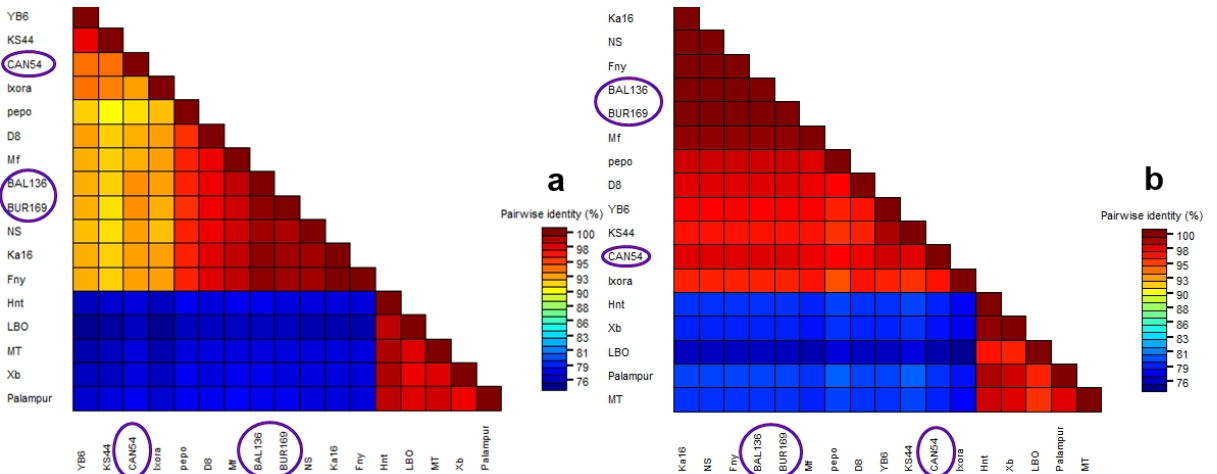 YB6
KS44
CAN54
Ixora
pepo
D8
Mf
BAL136
BUR169
NS
Ka16
Fny
Hnt
LBO
MT
Xb
Palampur
a
Pairwise identity (%)
100
98
95
93
90
88
86
83
81
79
76
YB6
KS44
CAN54
Ixora
pepo
D8
Mf
BAL136
BUR169
NS
Ka16
Fny
Hnt
LBO
MT
Xb
Palampur
Ka16
NS
Fny
BAL136
BUR169
Mf
pepo
D8
YB6
KS44
CAN54
Ixora
Hnt
Xb
LBO
Palampur
MT
b
Pairwise identity (%)
100
98
95
93
90
88
86
83
81
79
76
Ka16
NS
Fny
BAL136
BUR169
Mf
pepo
D8
YB6
KS44
CAN54
Ixora
Hnt
Xb
LBO
Palampur
MT